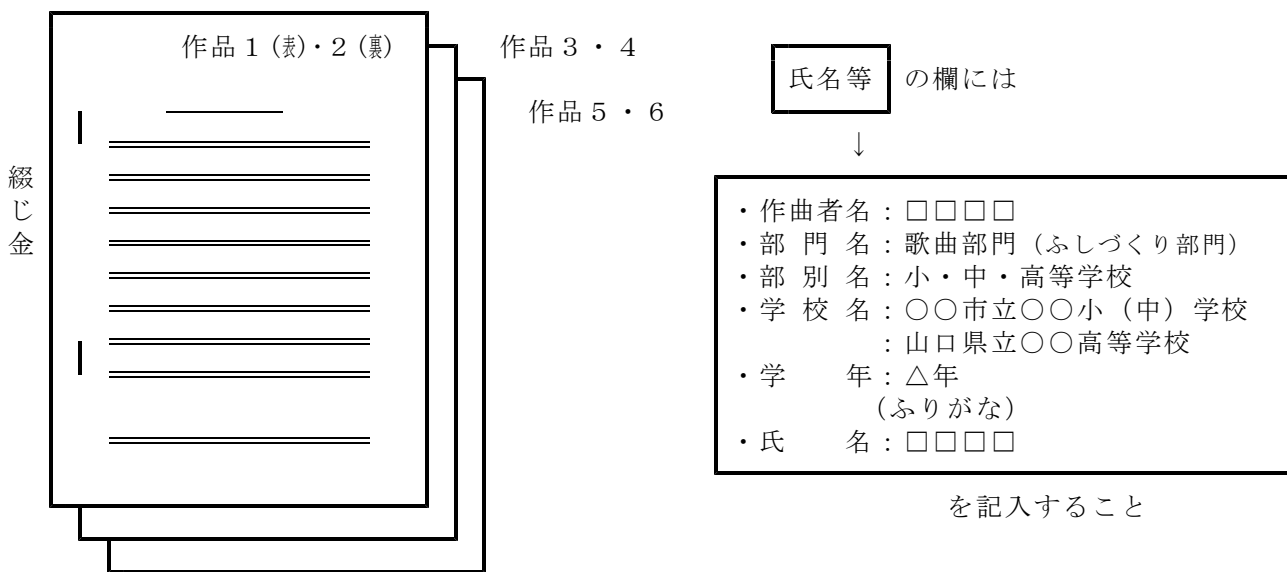 作品1(表)・2(裏)
作品3・4
作品5・6
綴じ金
氏名等 の欄には
↓
・作曲者名:□□□□
・部門名:歌曲部門(ふしづくり部門)
・部別名:小・中・高等学校
・学校名:○○市立○○小(中)学校
:山口県立○○高等学校
・学年:△年
(ふりがな)
・氏名:□□□□
を記入すること